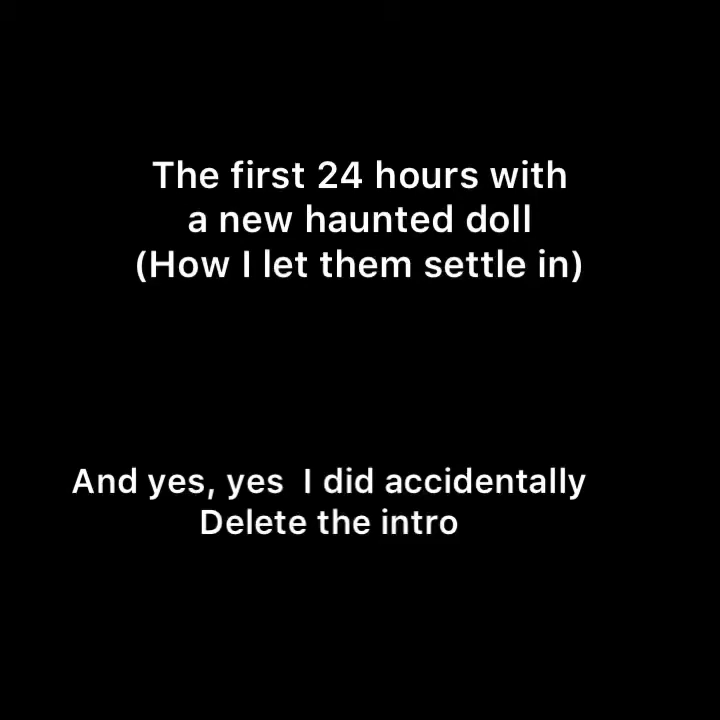 The first 24 hours with
a new haunted doll
(How I let them settle in)
And yes, yes  I did accidentally
Delete the intro